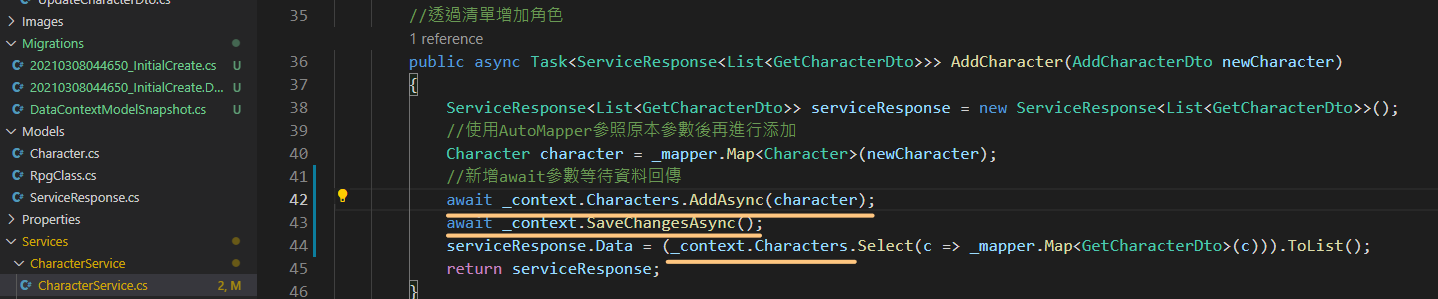 UpdateCharacterDto.cs
Images
Migrations
C# 20210308044650_InitialCreate.cs U
C# 20210308044650_InitialCreate.D... U
C# DataContextModelSnapshot.cs U
Models
C# Character.cs
C# RpgClass.cs
C# ServiceResponse.cs
Properties
Services
CharacterService
C# CharacterService.cs 2, M
35 //透過清單增加角色
1 reference
36 public async Task<ServiceResponse<List<GetCharacterDto>>> AddCharacter(AddCharacterDto newCharacter)
37 {
38 ServiceResponse<List<GetCharacterDto>> serviceResponse = new ServiceResponse<List<GetCharacterDto>>();
39 //使用AutoMapper參照原本參數後再進行添加
40 Character character = _mapper.Map<Character>(newCharacter);
41 //新增await參數等待資料回傳
42 await _context.Characters.AddAsync(character);
43 await _context.SaveChangesAsync();
44 serviceResponse.Data = (_context.Characters.Select(c => _mapper.Map<GetCharacterDto>(c))).ToList();
45 return serviceResponse;
46 }